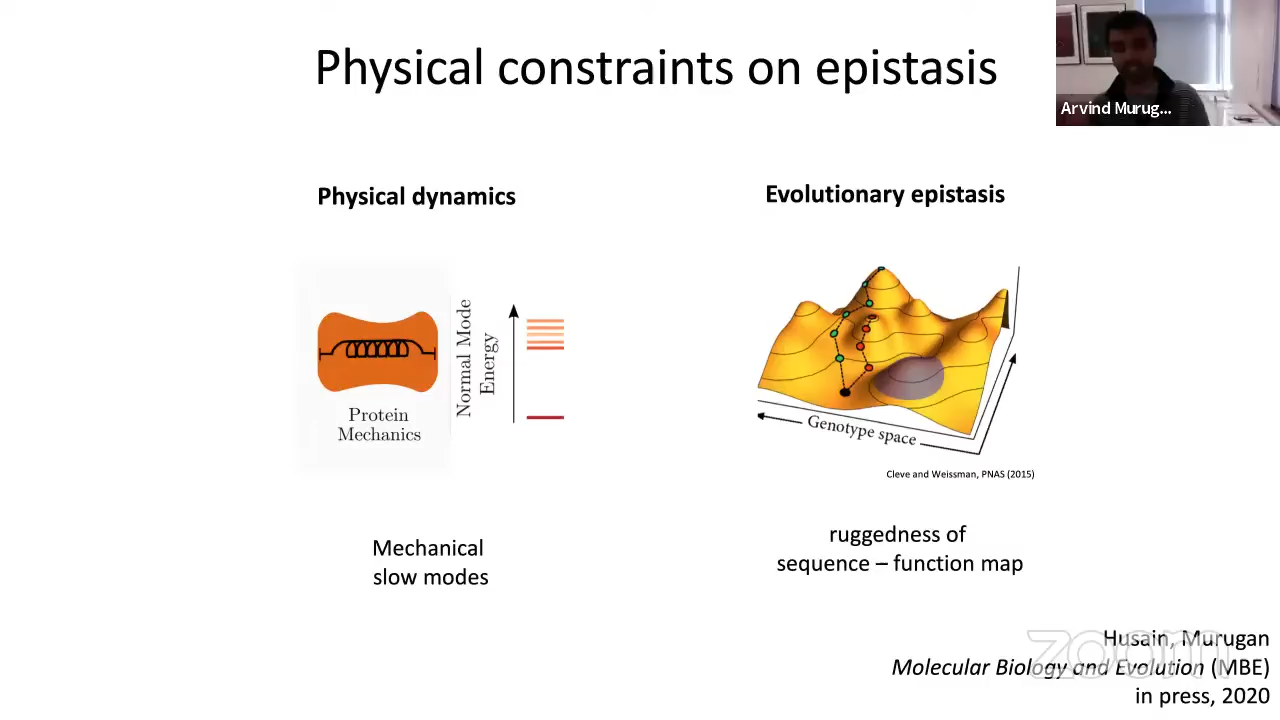 Physical constraints on epistasis
Arvind Murug...
Physical dynamics
Evolutionary epistasis
Normal Mode
Energy
Protein
Mechanics
Genotype space
Cleve and Weissman, PNAS (2015)
Mechanical
slow modes
ruggedness of
sequence – function map
Husain, Murugan
zoom
Molecular Biology and Evolution (MBE)
in press, 2020